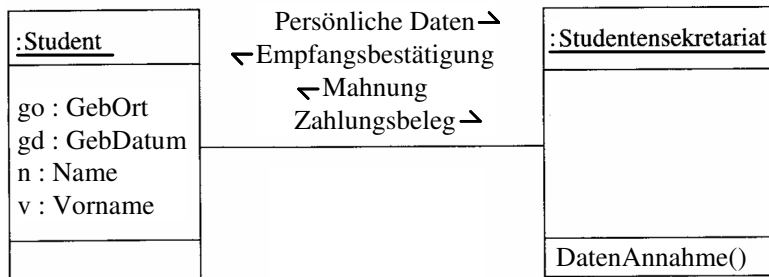 :Student
go : GebOrt
gd : GebDatum
n : Name
v : Vorname
Persönliche Daten
Empfangsbestätigung
Mahnung
Zahlungsbeleg
:Studentensekretariat
DatenAnnahme()